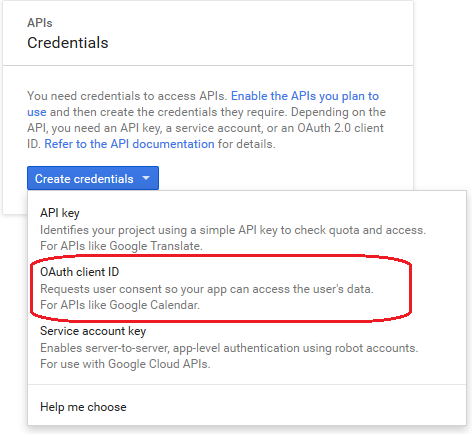 APIs
Credentials
You need credentials to access APIs. Enable the APIs you plan to
use and then create the credentials they require. Depending on the
API, you need an API key, a service account, or an OAuth 2.0 client
ID. Refer to the API documentation for details.
Create credentials
API key
Identifies your project using a simple API key to check quota and access.
For APIs like Google Translate.
OAuth client ID
Requests user consent so your app can access the user's data.
For APIs like Google Calendar.
Service account key
Enables server-to-server, app-level authentication using robot accounts.
For use with Google Cloud APIs.
Help me choose